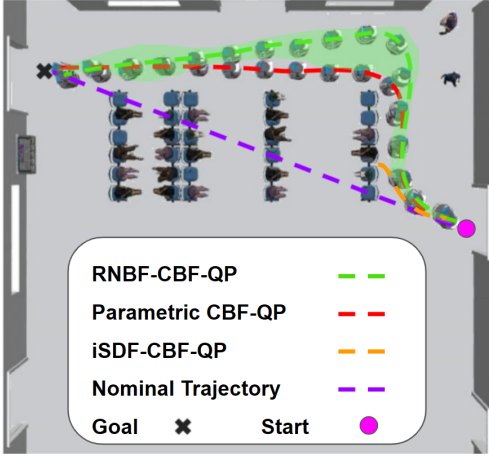 RNBF-CBF-QP
Parametric CBF-QP
iSDF-CBF-QP
Nominal Trajectory
Goal Start